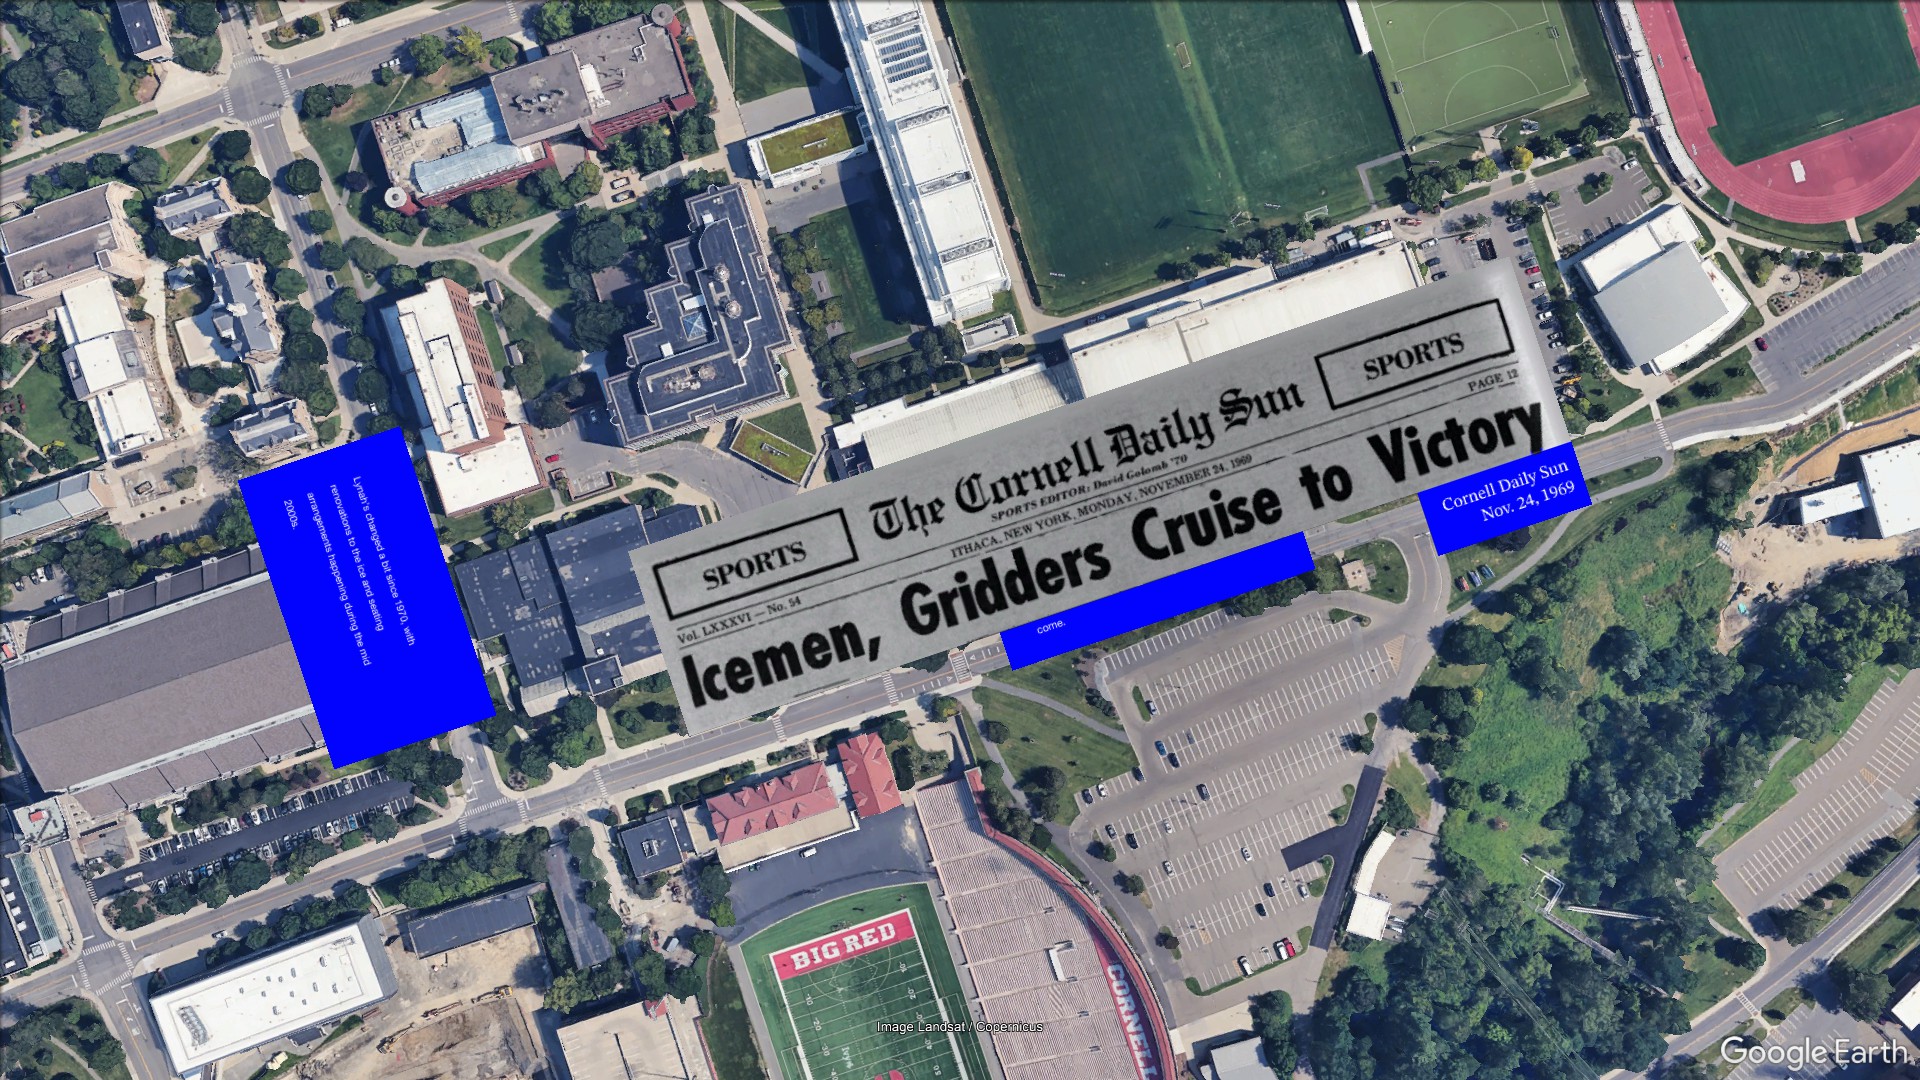 Lynah's changed a bit since 1970, with
renovations to the ice and seating
arrangements happening during the mid
2000s.
SPORTS
The Cornell Daily Sun
SPORTS
SPORTS EDITOR: David Golomb '70
Vol. LXXXVI — No. 54
ITHACA, NEW YORK, MONDAY, NOVEMBER 24, 1969
PAGE 12
Icemen, Gridders Cruise to Victory
come.
Cornell Daily Sun
Nov. 24, 1969
BIG RED
CORNELL
Image Landsat / Copernicus
Google Earth